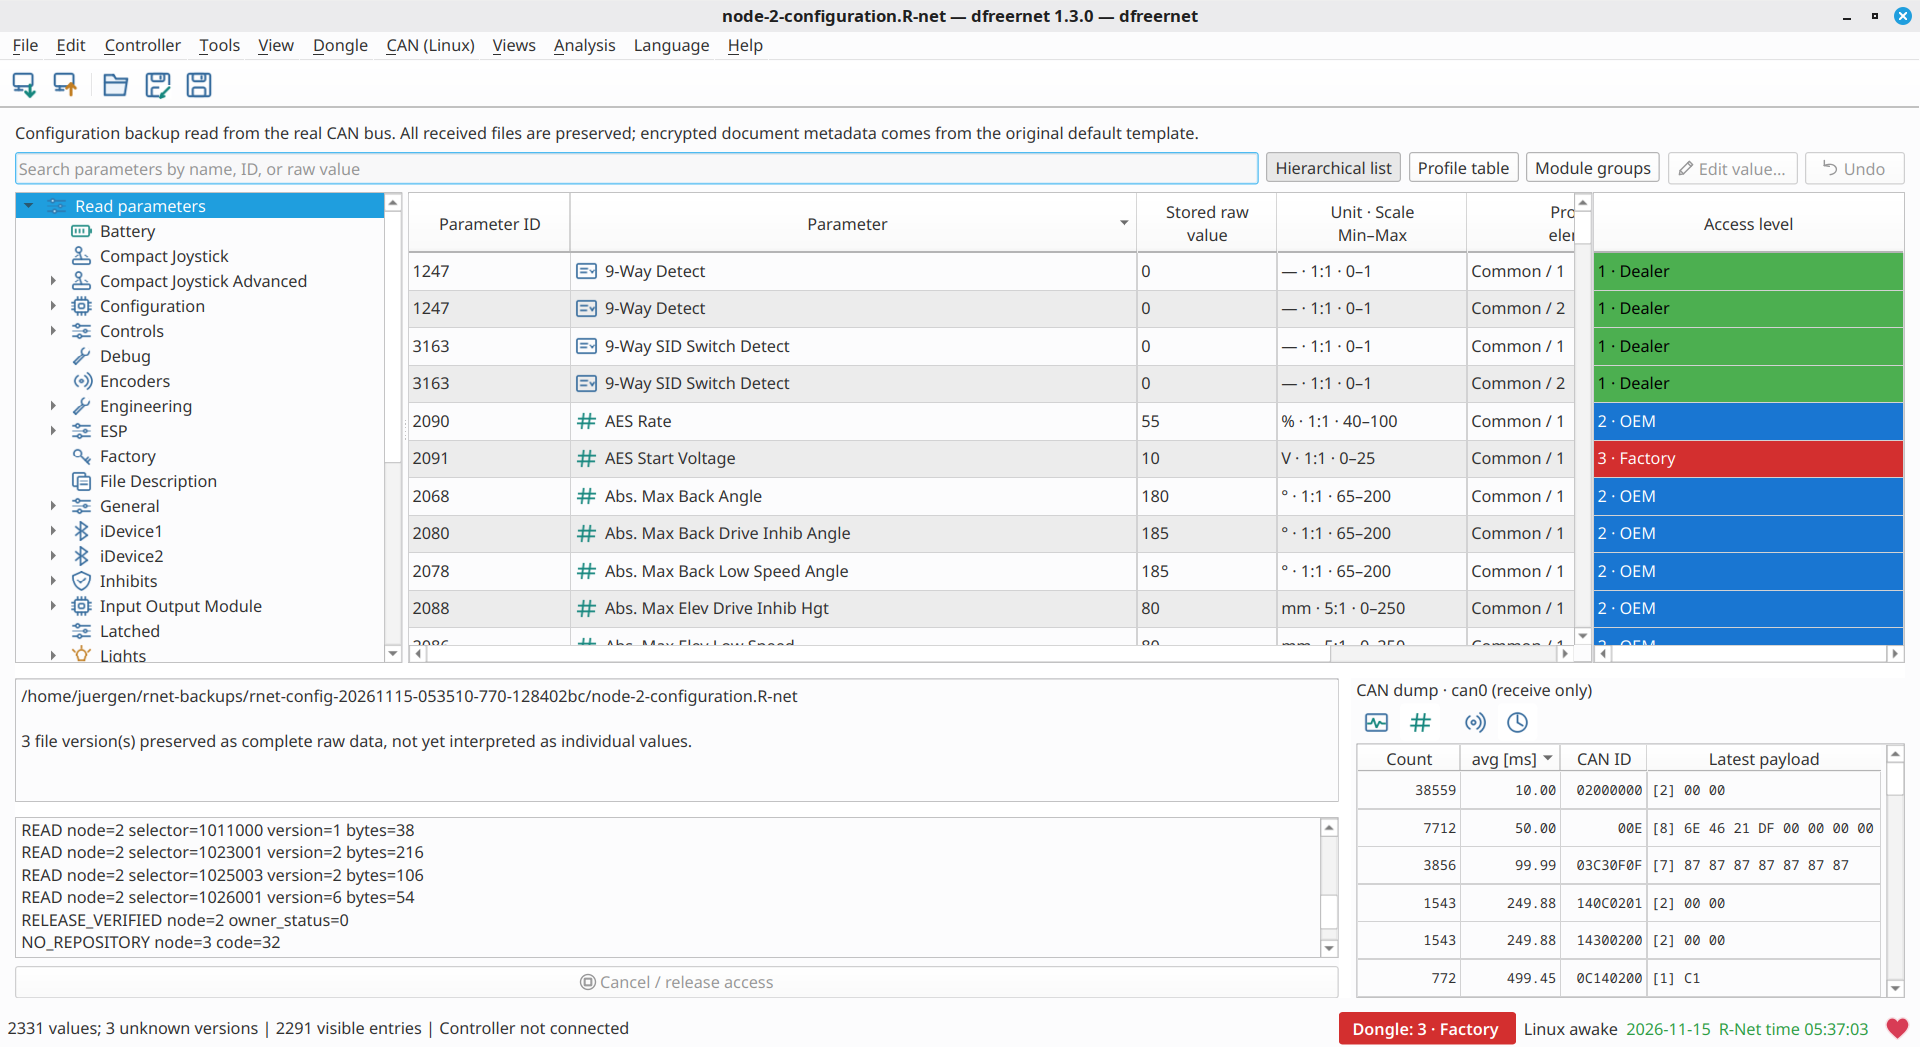 node-2-configuration.R-net — dfreernet 1.3.0 — dfreernet
File Edit Controller Tools View Dongle CAN (Linux) Views Analysis Language Help
Configuration backup read from the real CAN bus. All received files are preserved; encrypted document metadata comes from the original default template.
Search parameters by name, ID, or raw value
Hierarchical list
Profile table
Module groups
Edit value...
Undo
Read parameters
Battery
Compact Joystick
Compact Joystick Advanced
Configuration
Controls
Debug
Encoders
Engineering
ESP
Factory
File Description
General
iDevice1
iDevice2
Inhibits
Input Output Module
Latched
Lights
Parameter ID Parameter Stored raw value Unit · Scale Min–Max Access level
1247 9-Way Detect 0 — · 1:1 · 0–1 Common / 1 1 · Dealer
1247 9-Way Detect 0 — · 1:1 · 0–1 Common / 2 1 · Dealer
3163 9-Way SID Switch Detect 0 — · 1:1 · 0–1 Common / 1 1 · Dealer
3163 9-Way SID Switch Detect 0 — · 1:1 · 0–1 Common / 2 1 · Dealer
2090 AES Rate 55 % · 1:1 · 40–100 Common / 1 2 · OEM
2091 AES Start Voltage 10 V · 1:1 · 0–25 Common / 1 3 · Factory
2068 Abs. Max Back Angle 180 ° · 1:1 · 65–200 Common / 1 2 · OEM
2080 Abs. Max Back Drive Inhib Angle 185 ° · 1:1 · 65–200 Common / 1 2 · OEM
2078 Abs. Max Back Low Speed Angle 185 ° · 1:1 · 65–200 Common / 1 2 · OEM
2088 Abs. Max Elev Drive Inhib Hgt 80 mm · 5:1 · 0–250 Common / 1 2 · OEM
2086 Abs. Max Elev Low Speed 80 mm · 5:1 · 0–250 Common / 1 2 · OEM
/home/juergen/rnet-backups/rnet-config-20261115-053510-770-128402bc/node-2-configuration.R-net
3 file version(s) preserved as complete raw data, not yet interpreted as individual values.
READ node=2 selector=1011000 version=1 bytes=38
READ node=2 selector=1023001 version=2 bytes=216
READ node=2 selector=1025003 version=2 bytes=106
READ node=2 selector=1026001 version=6 bytes=54
RELEASE_VERIFIED node=2 owner_status=0
NO_REPOSITORY node=3 code=32
Cancel / release access
CAN dump · can0 (receive only)
Count avg [ms] CAN ID Latest payload
38559 10.00 02000000 [2] 00 00
7712 50.00 00E [8] 6E 46 21 DF 00 00 00 00
3856 99.99 03C30F0F [7] 87 87 87 87 87 87 87
1543 249.88 140C0201 [2] 00 00
1543 249.88 14300200 [2] 00 00
772 499.45 0C140200 [1] C1
2331 values; 3 unknown versions | 2291 visible entries | Controller not connected
Dongle: 3 · Factory
Linux awake 2026-11-15 R-Net time 05:37:03